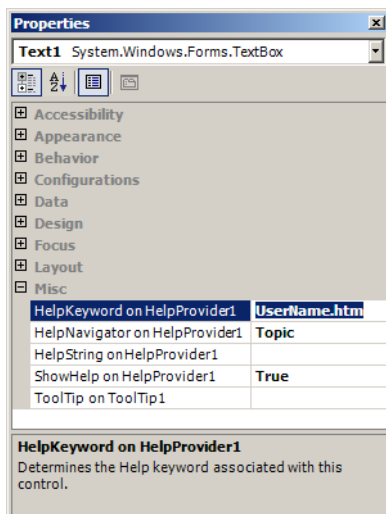 Properties
Text1 System.Windows.Forms.TextBox
Accessibility
Appearance
Behavior
Configurations
Data
Design
Focus
Layout
Misc
HelpKeyword on HelpProvider1 UserName.htm
HelpNavigator on HelpProvider1 Topic
HelpString on HelpProvider1
ShowHelp on HelpProvider1 True
ToolTip on ToolTip1
HelpKeyword on HelpProvider1
Determines the Help keyword associated with this
control.